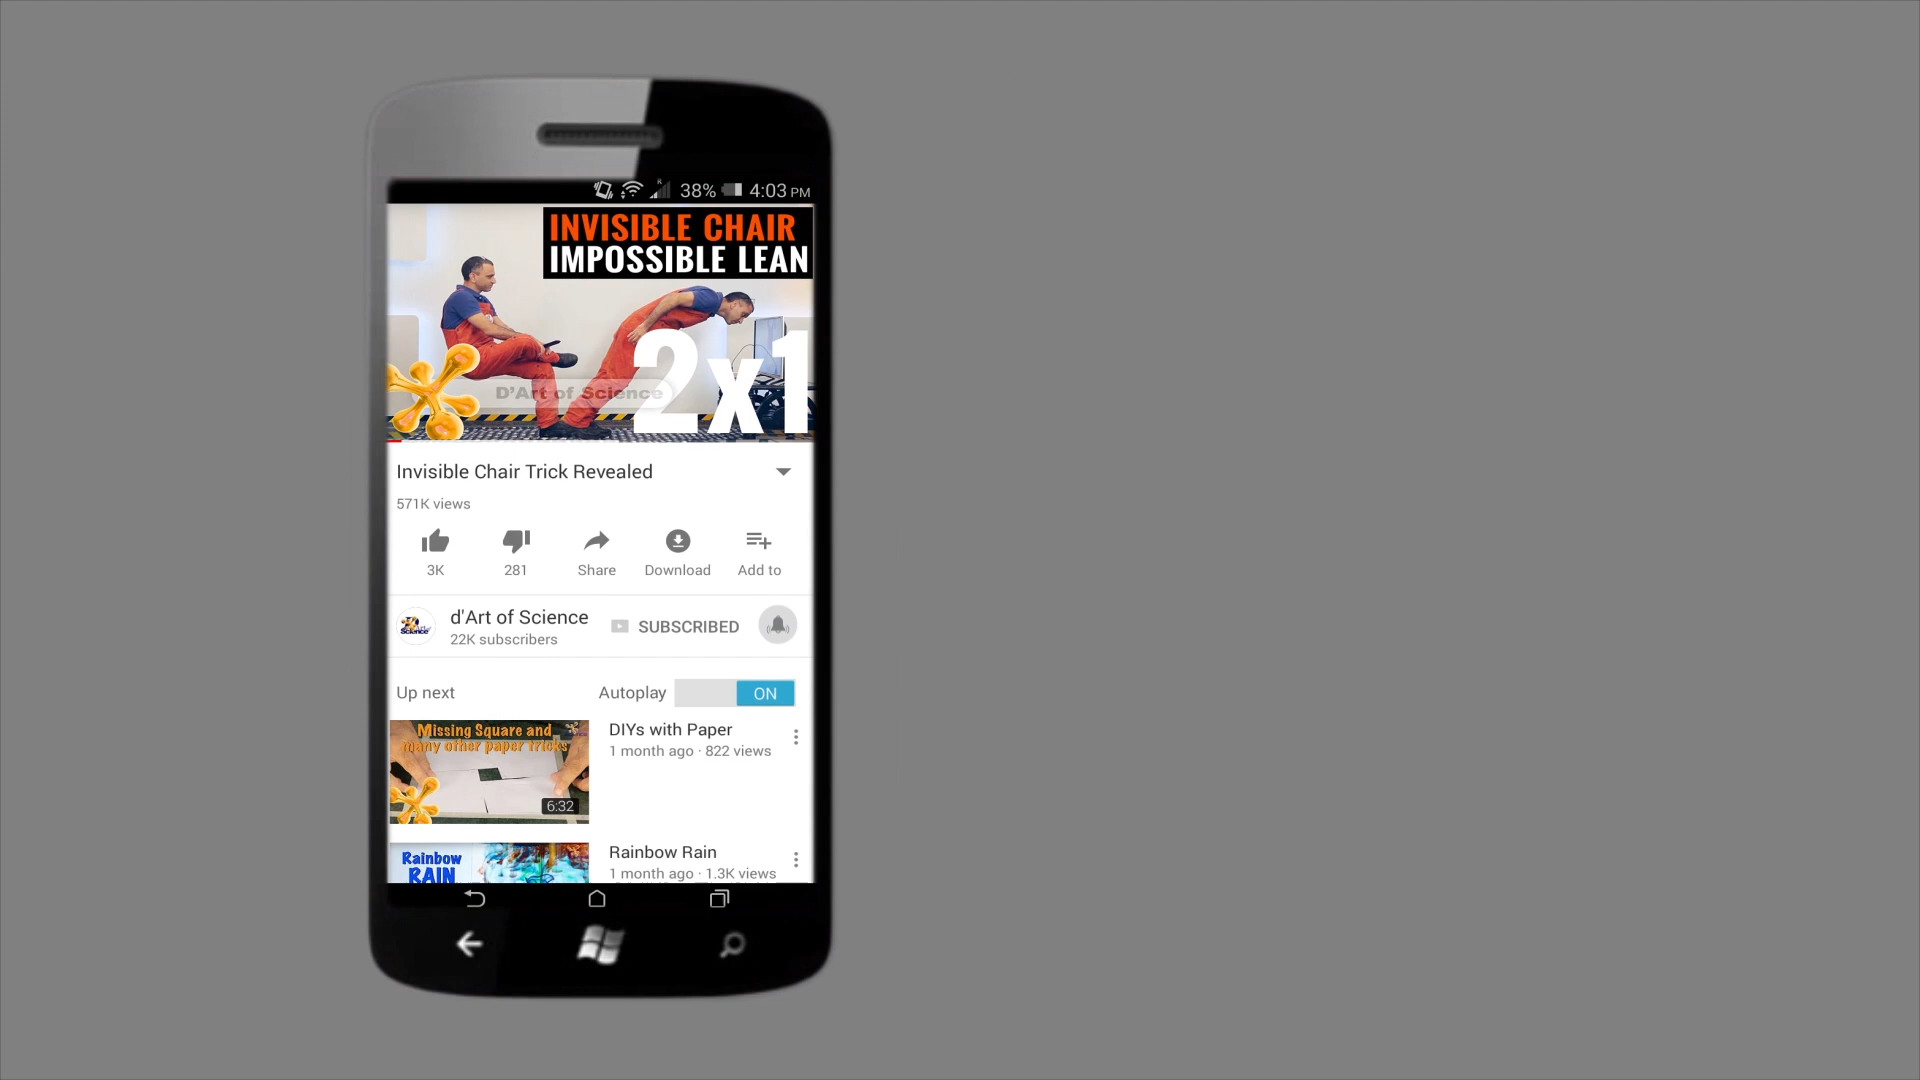 38% 4:03 PM
INVISIBLE CHAIR
IMPOSSIBLE LEAN
2x1
D'Art of Science
Invisible Chair Trick Revealed
571K views
3K 281 Share Download Add to
d'Art of Science
22K subscribers
SUBSCRIBED
Up next Autoplay ON
Missing Square and
many other paper tricks
6:32
DIYs with Paper
1 month ago · 822 views
Rainbow
RAIN
Rainbow Rain
1 month ago · 1.3K views